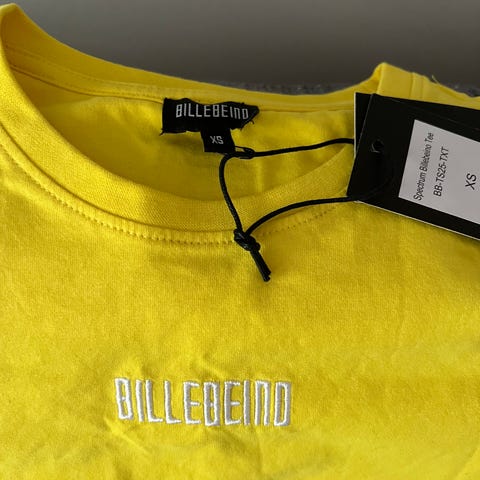 BILLEBEINO
XS
Spectrum Billebeino Tee
BB-TS25-TXT
XS
BILLEBEINO